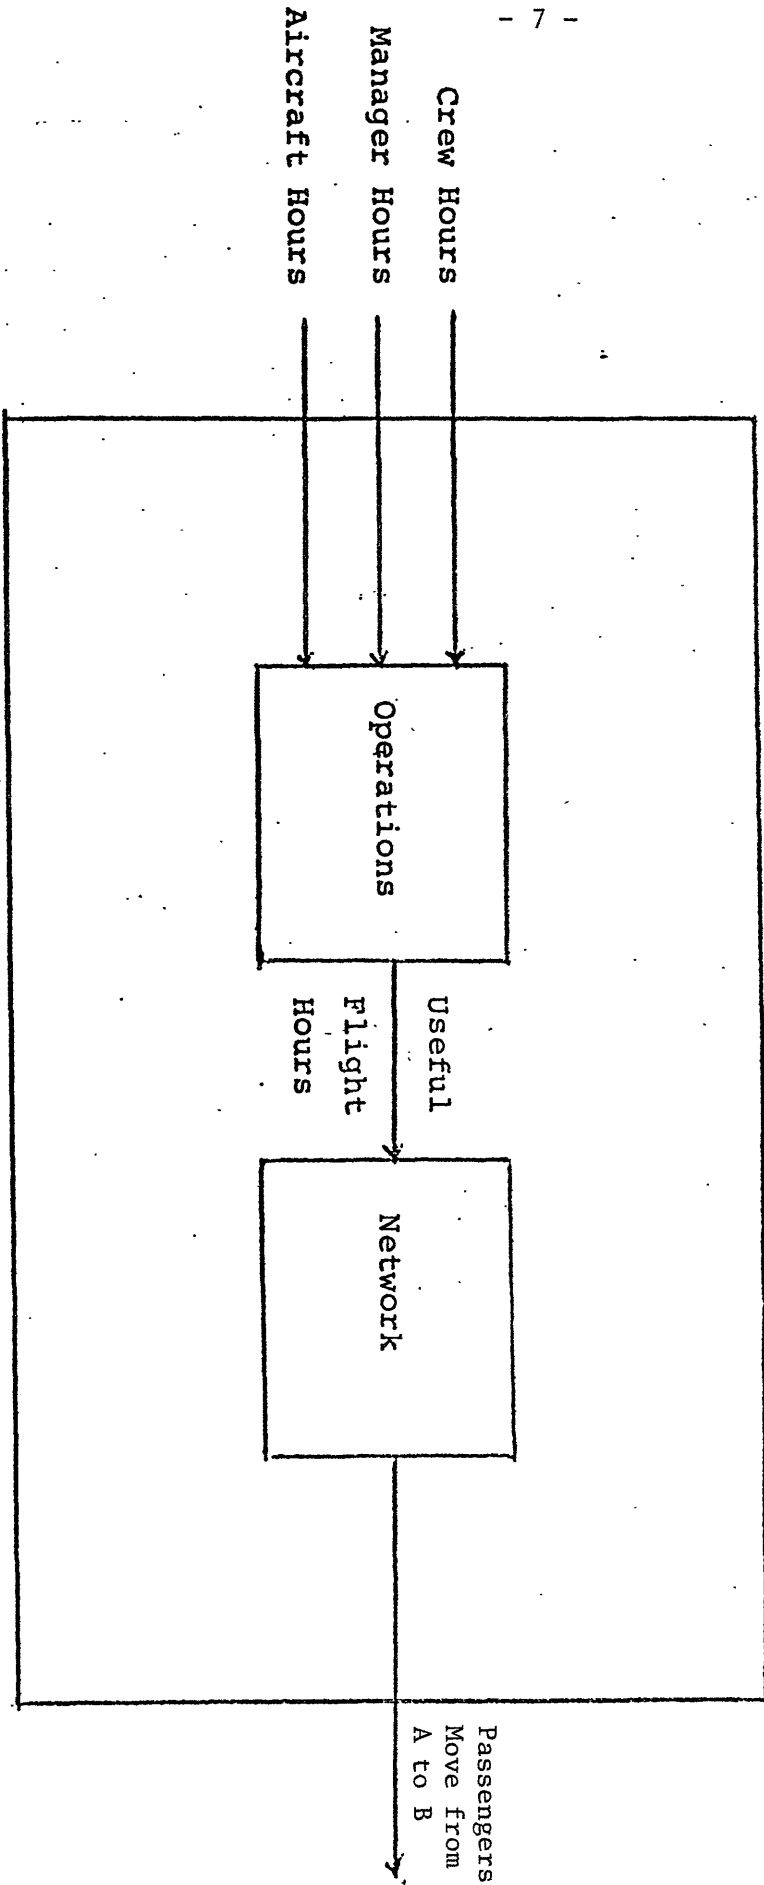 - 7 -
Crew Hours
Manager Hours
Aircraft Hours
Operations
Useful
Flight
Hours
Network
Passengers
Move from
A to B